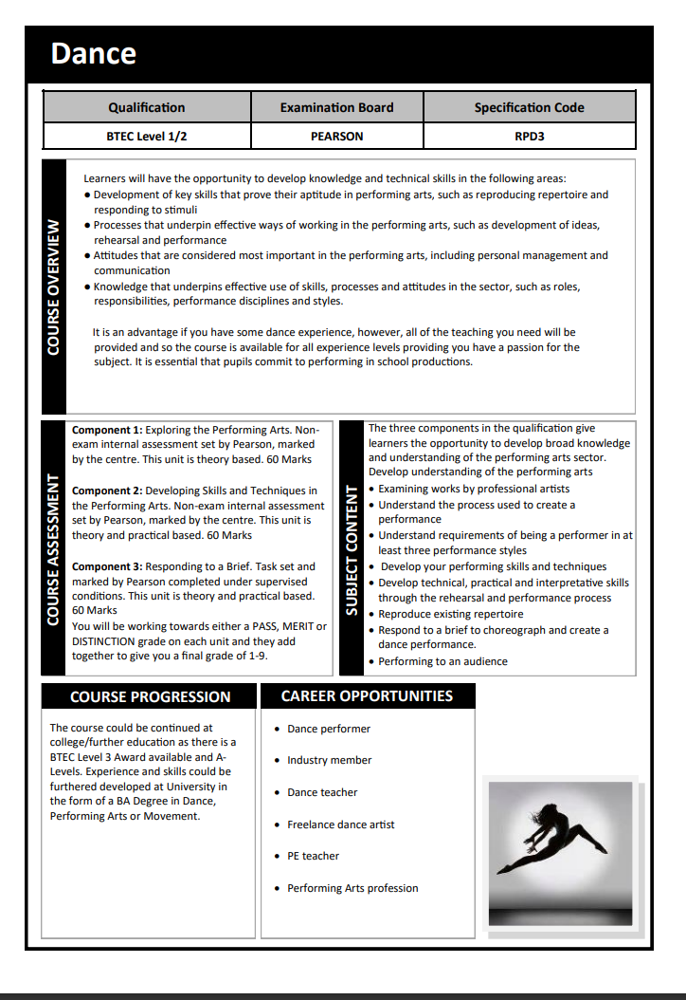 Dance
Qualification
Examination Board
Specification Code
BTEC Level 1/2
PEARSON
RPD3
COURSE OVERVIEW
Learners will have the opportunity to develop knowledge and technical skills in the following areas:
● Development of key skills that prove their aptitude in performing arts, such as reproducing repertoire and
responding to stimuli
● Processes that underpin effective ways of working in the performing arts, such as development of ideas,
rehearsal and performance
● Attitudes that are considered most important in the performing arts, including personal management and
communication
● Knowledge that underpins effective use of skills, processes and attitudes in the sector, such as roles,
responsibilities, performance disciplines and styles.
It is an advantage if you have some dance experience, however, all of the teaching you need will be
provided and so the course is available for all experience levels providing you have a passion for the
subject. It is essential that pupils commit to performing in school productions.
COURSE ASSESSMENT
Component 1: Exploring the Performing Arts. Non-
exam internal assessment set by Pearson, marked
by the centre. This unit is theory based. 60 Marks
Component 2: Developing Skills and Techniques in
the Performing Arts. Non-exam internal assessment
set by Pearson, marked by the centre. This unit is
theory and practical based. 60 Marks
Component 3: Responding to a Brief. Task set and
marked by Pearson completed under supervised
conditions. This unit is theory and practical based.
60 Marks
You will be working towards either a PASS, MERIT or
DISTINCTION grade on each unit and they add
together to give you a final grade of 1-9.
SUBJECT CONTENT
The three components in the qualification give
learners the opportunity to develop broad knowledge
and understanding of the performing arts sector.
Develop understanding of the performing arts
• Examining works by professional artists
• Understand the process used to create a
performance
• Understand requirements of being a performer in at
least three performance styles
• Develop your performing skills and techniques
• Develop technical, practical and interpretative skills
through the rehearsal and performance process
• Reproduce existing repertoire
• Respond to a brief to choreograph and create a
dance performance.
• Performing to an audience
COURSE PROGRESSION
The course could be continued at
college/further education as there is a
BTEC Level 3 Award available and A-
Levels. Experience and skills could be
furthered developed at University in
the form of a BA Degree in Dance,
Performing Arts or Movement.
CAREER OPPORTUNITIES
• Dance performer
• Industry member
• Dance teacher
• Freelance dance artist
• PE teacher
• Performing Arts profession